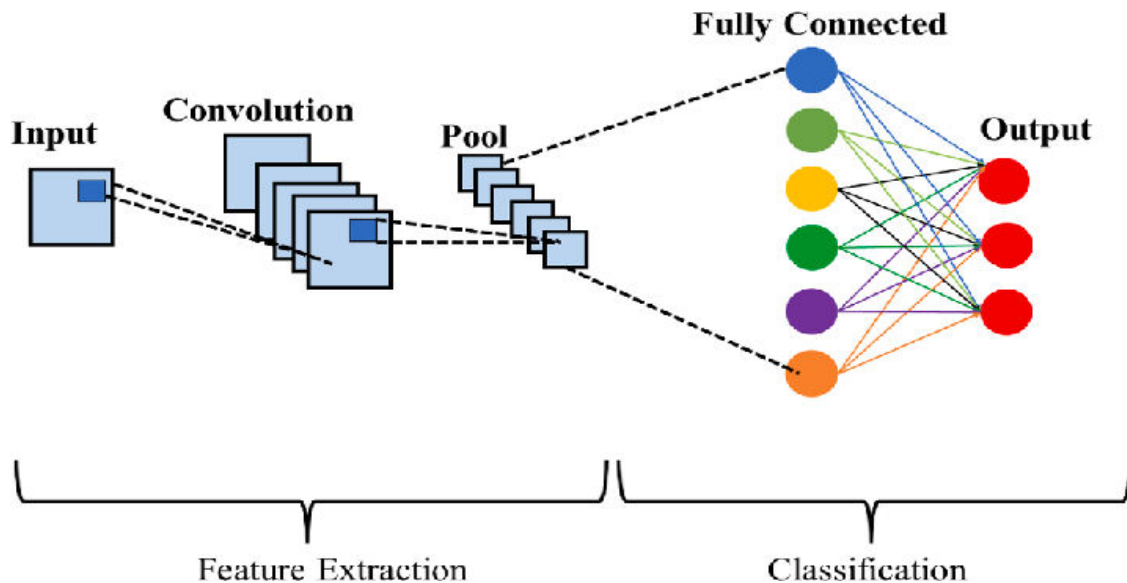 Fully Connected
Convolution
Input
Pool
Output
Feature Extraction
Classification